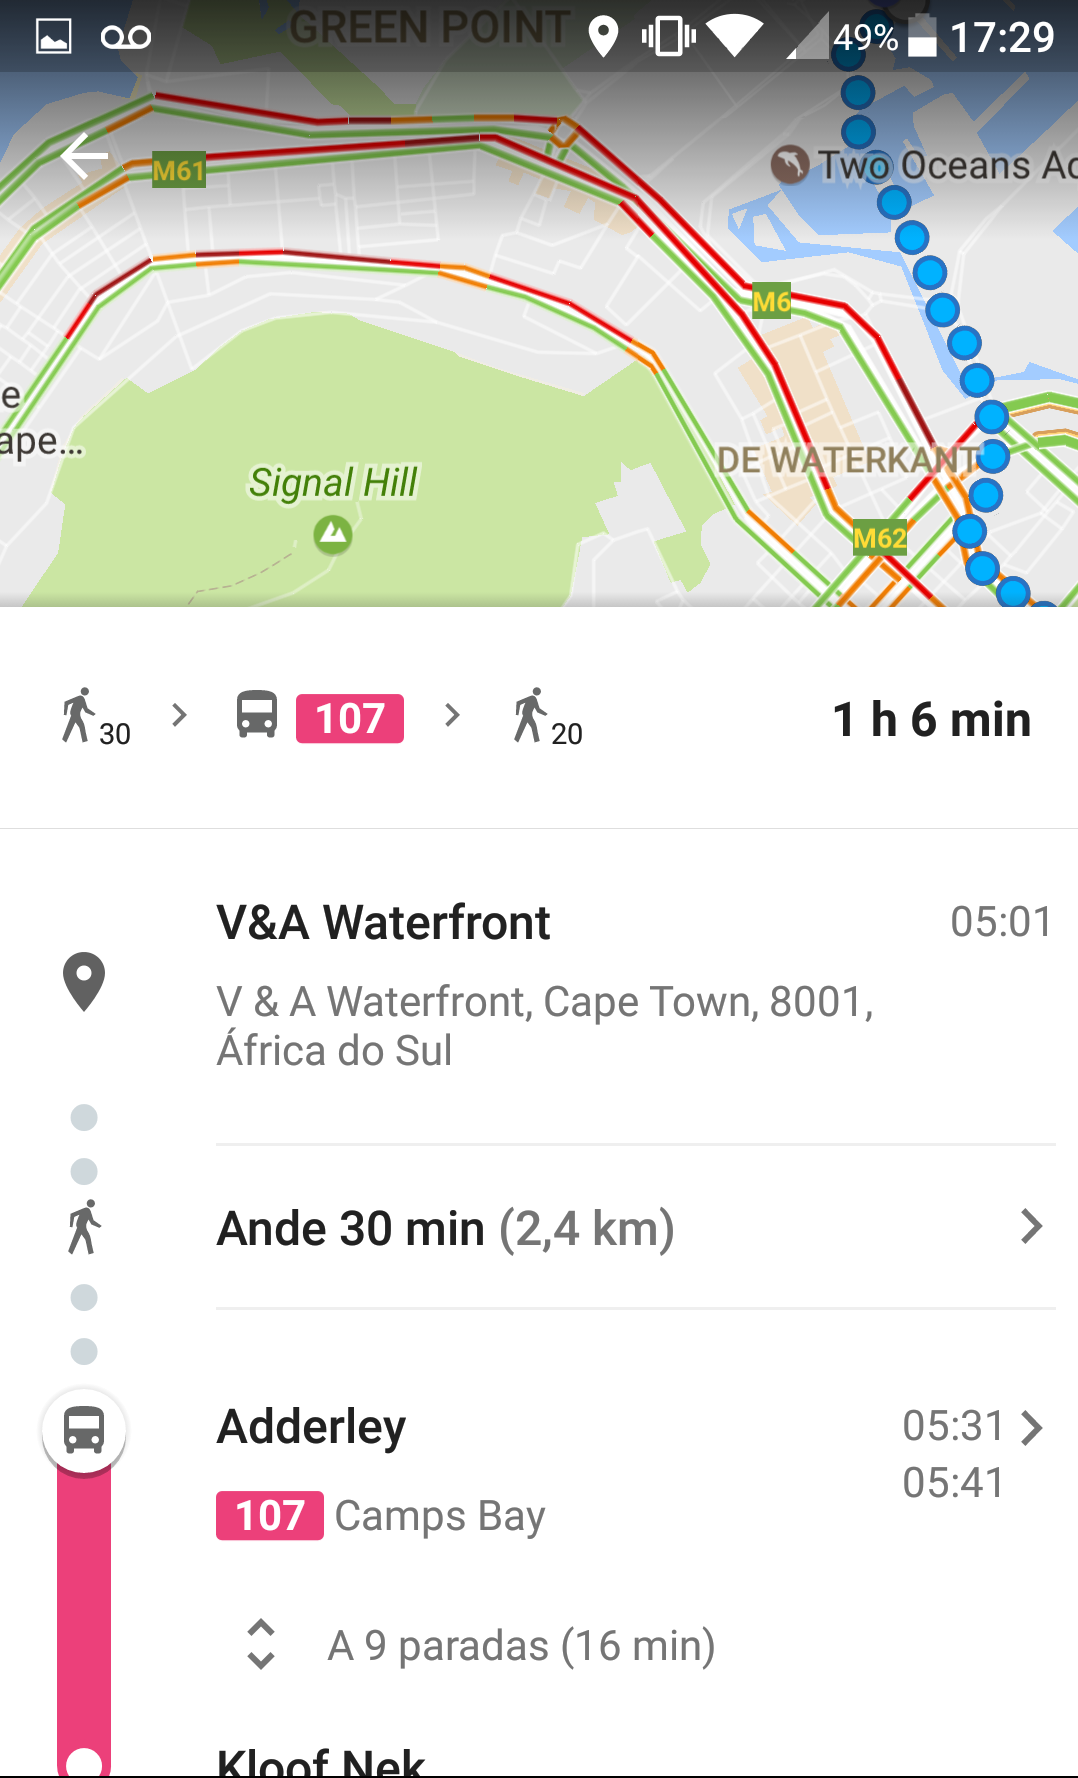 GREEN POINT
49% 17:29
M61
Two Oceans Aq
M6
e
ape...
DE WATERKANT
Signal Hill
M62
30 107 20 1 h 6 min
V&A Waterfront 05:01
V & A Waterfront, Cape Town, 8001,
África do Sul
Ande 30 min (2,4 km)
Adderley 05:31
05:41
107 Camps Bay
A 9 paradas (16 min)
Kloof Nek